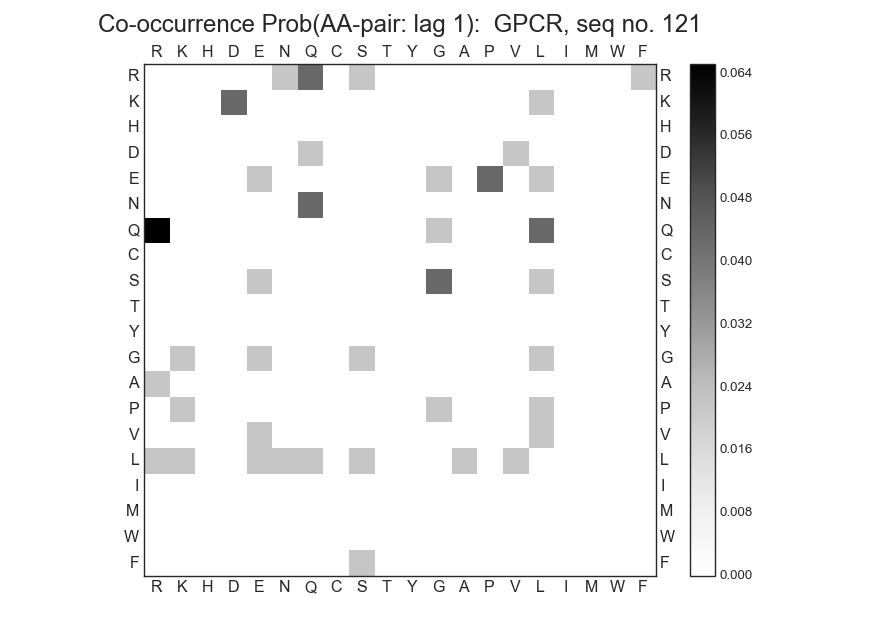 Co-occurrence Prob(AA-pair: lag 1):  GPCR, seq no. 121
R K H D E N Q C S T Y G A P V L I M W F
R R 0.064
K K
H H 0.056
D D
E E 0.048
N N
Q Q
C C 0.040
S S
T T 0.032
Y Y
G G
A A 0.024
P P
V V 0.016
L L
I I 0.008
M M
W W
F F 0.000
R K H D E N Q C S T Y G A P V L I M W F